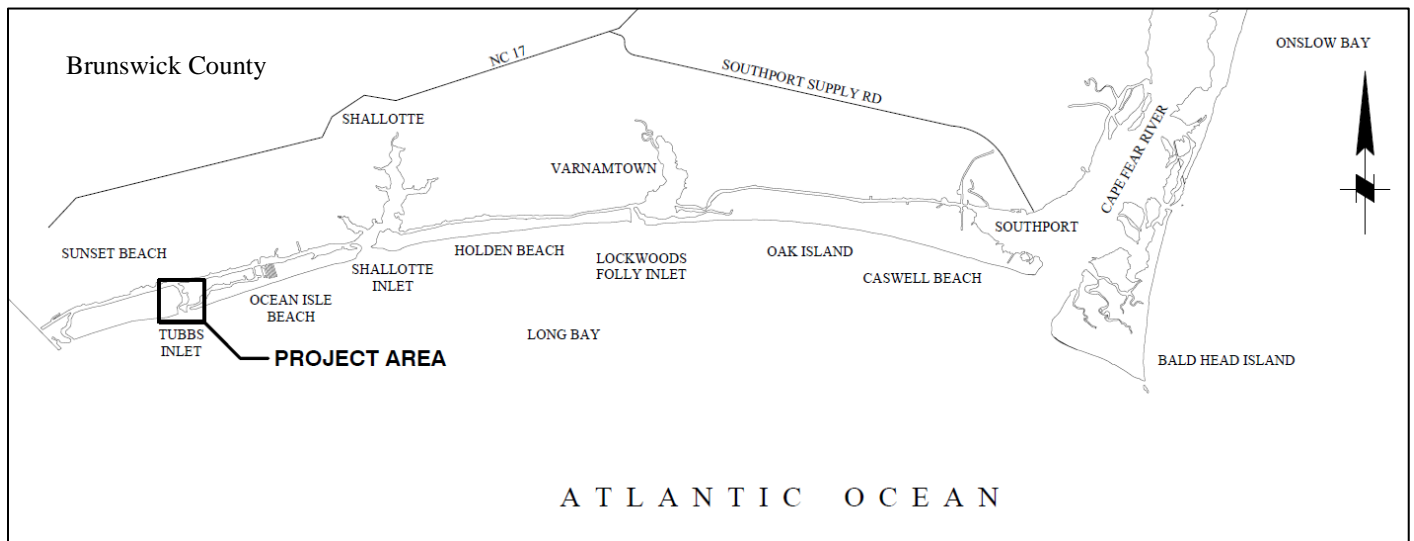 Brunswick County
NC 17
SOUTHPORT SUPPLY RD
ONSLOW BAY
SHALLOTTE
VARNAMTOWN
CAPE FEAR RIVER
SUNSET BEACH
SHALLOTTE
INLET
HOLDEN BEACH
LOCKWOODS
FOLLY INLET
OAK ISLAND
SOUTHPORT
CASWELL BEACH
OCEAN ISLE
BEACH
TUBBS
INLET
PROJECT AREA
LONG BAY
BALD HEAD ISLAND
ATLANTIC OCEAN